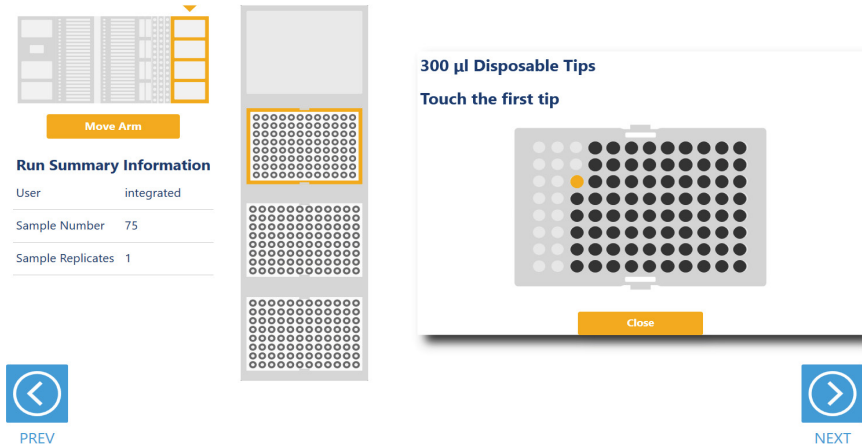 Move Arm
Run Summary Information
User integrated
Sample Number 75
Sample Replicates 1
300 µl Disposable Tips
Touch the first tip
Close
PREV
NEXT